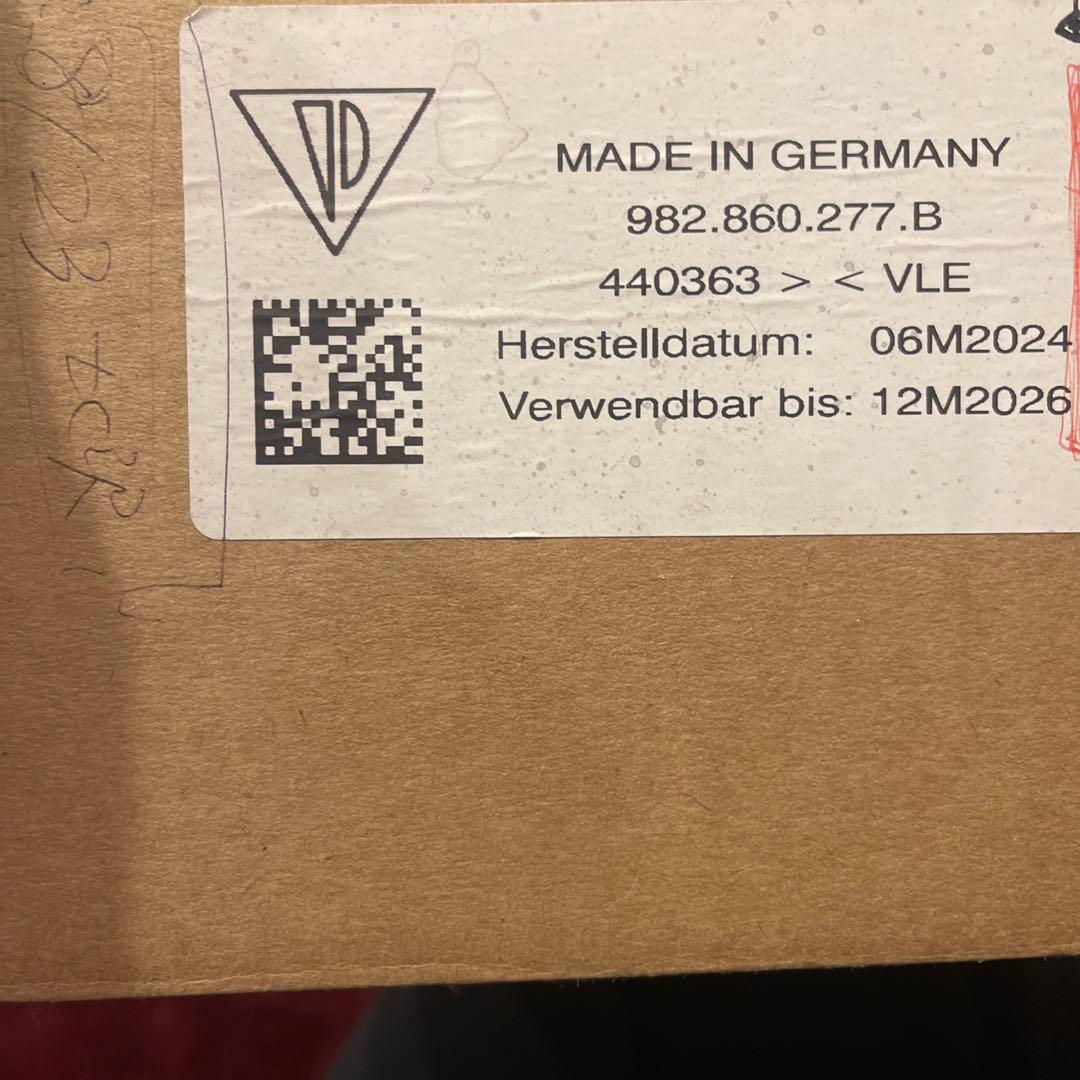 MADE IN GERMANY
982.860.277.B
440363 > < VLE
Herstelldatum: 06M2024
Verwendbar bis: 12M2026